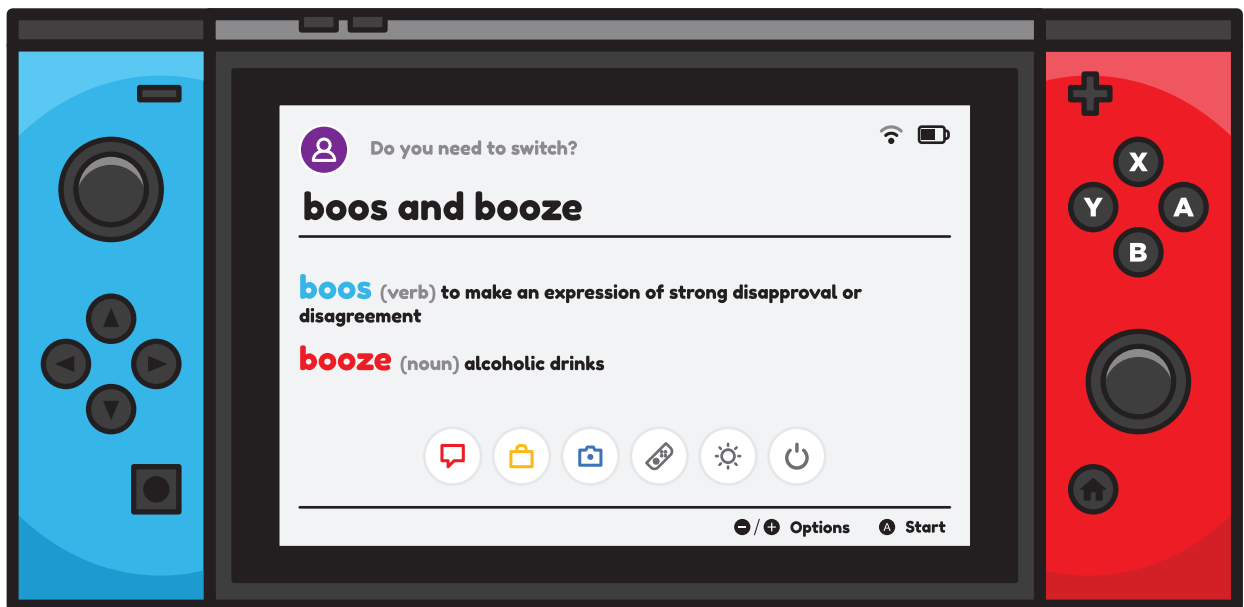 Do you need to switch?
boos and booze
boos (verb) to make an expression of strong disapproval or
disagreement
booze (noun) alcoholic drinks
X
Y A
B
/ Options A Start